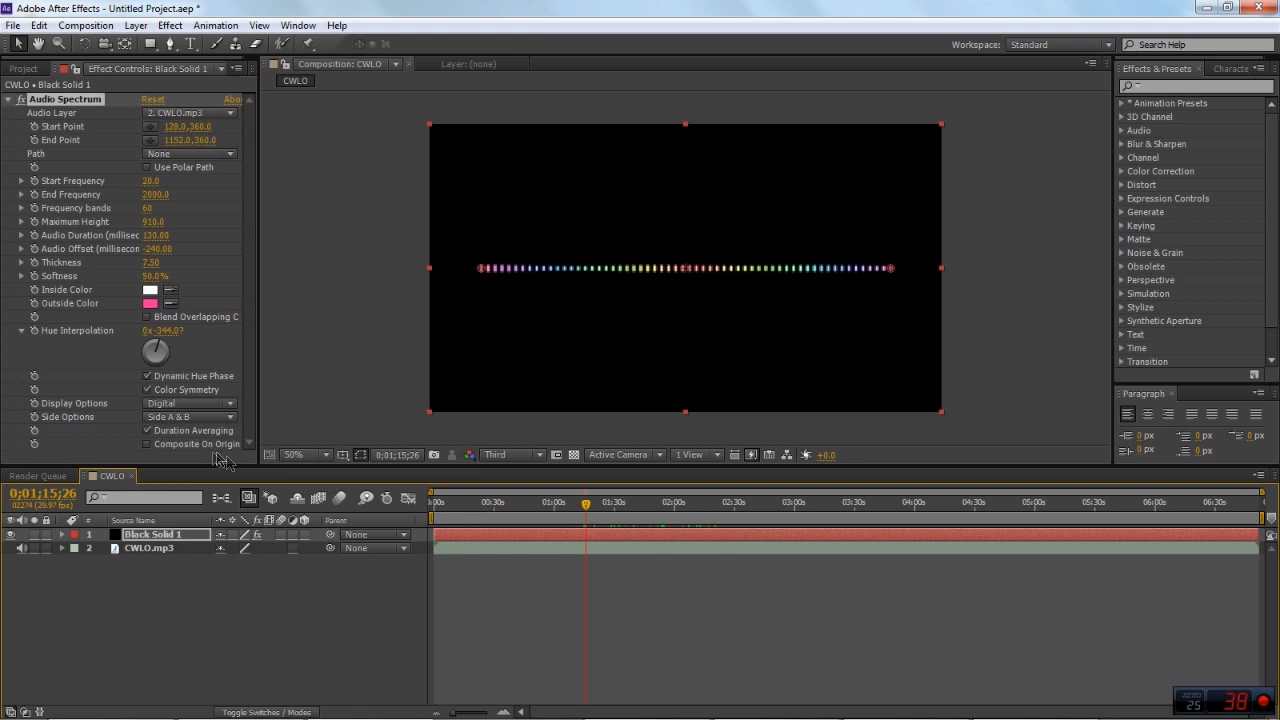 Ae Adobe After Effects - Untitled Project.aep *
File Edit Composition Layer Effect Animation View Window Help
Workspace: Standard Search Help
Project Effect Controls: Black Solid 1
CWLO • Black Solid 1
fx Audio Spectrum Reset Abo
Audio Layer 2. CWLO.mp3
Start Point 128.0,360.0
End Point 1152.0,360.0
Path None
Use Polar Path
Start Frequency 20.0
End Frequency 2000.0
Frequency bands 60
Maximum Height 910.0
Audio Duration (millisec 130.00
Audio Offset (millisecon -240.00
Thickness 7.50
Softness 50.0%
Inside Color
Outside Color
Blend Overlapping C
Hue Interpolation 0x-344.0?
Dynamic Hue Phase
Color Symmetry
Display Options Digital
Side Options Side A & B
Duration Averaging
Composite On Origin
Composition: CWLO Layer: (none)
CWLO
50% 0;01;15;26 Third Active Camera 1 View +0.0
Effects & Presets Characte
* Animation Presets
3D Channel
Audio
Blur & Sharpen
Channel
Color Correction
Distort
Expression Controls
Generate
Keying
Matte
Noise & Grain
Obsolete
Perspective
Simulation
Stylize
Synthetic Aperture
Text
Time
Transition
Paragraph
0 px 0 px 0 px
0 px 0 px
Render Queue CWLO
0;01;15;26
02274 (29.97 fps)
:00s 00:30s 01:00s 01:30s 02:00s 02:30s 03:00s 03:30s 04:00s 04:30s 05:00s 05:30s 06:00s 06:30s
# Source Name fx Parent
1 Black Solid 1 fx None
2 CWLO.mp3 None
Toggle Switches / Modes
AERO 25 38